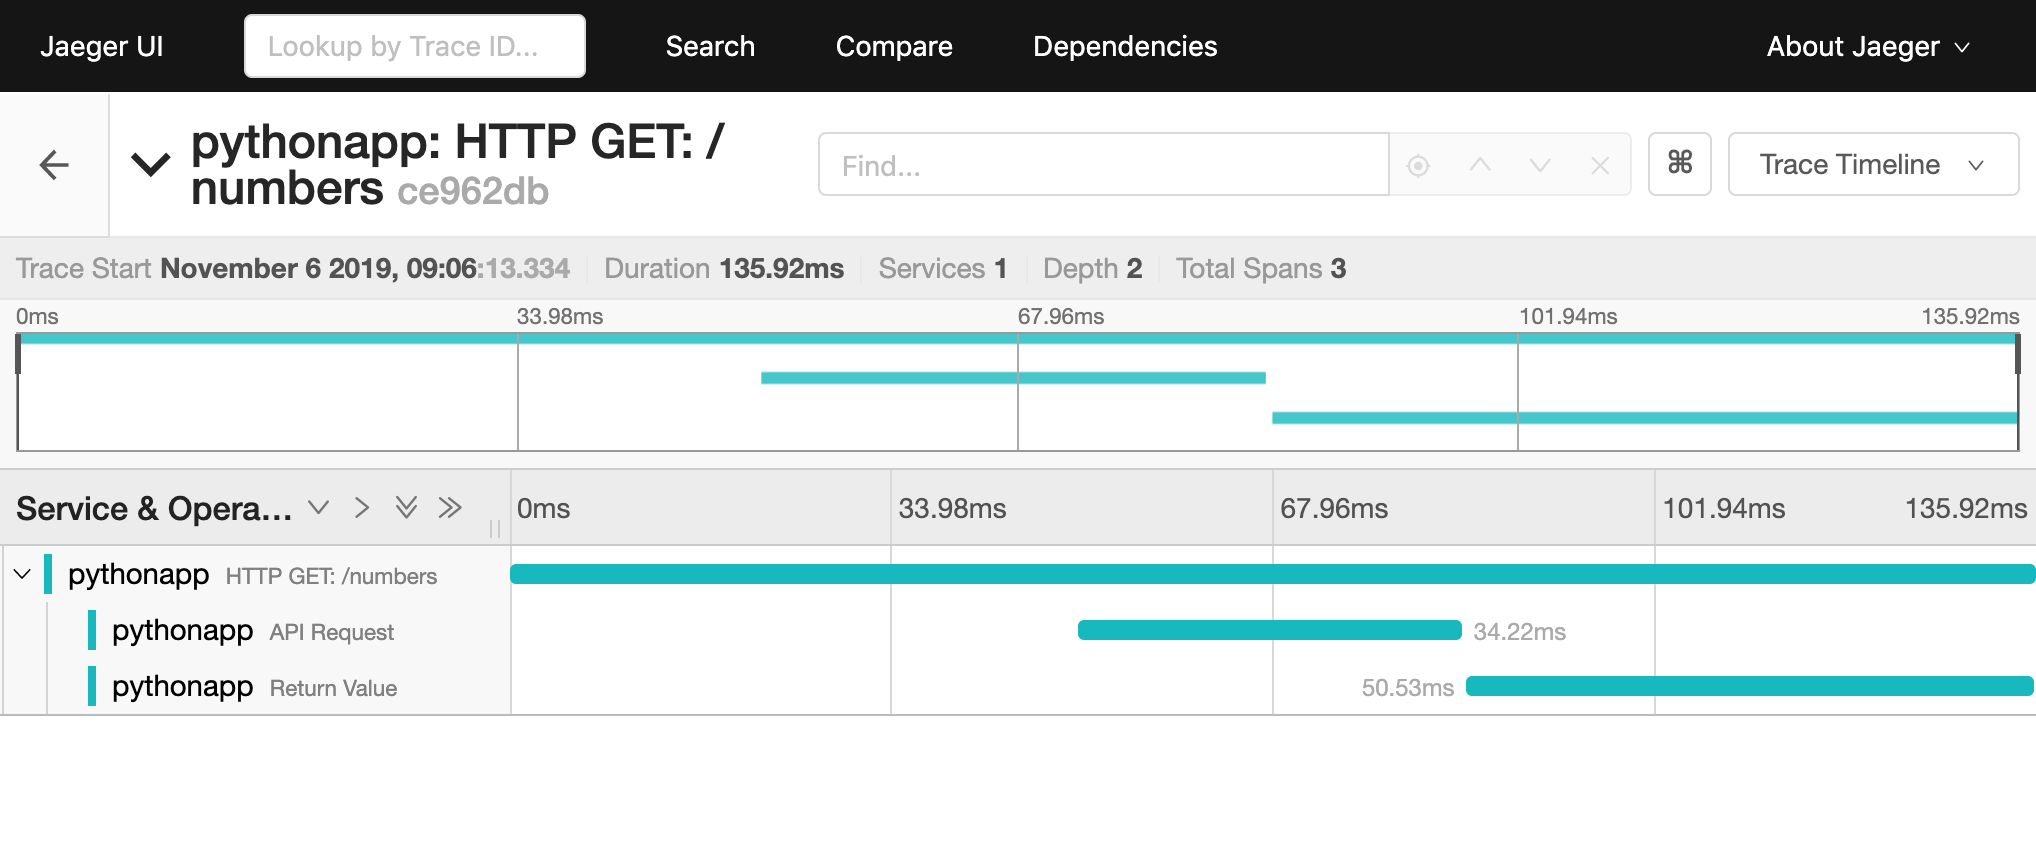 Jaeger UI Lookup by Trace ID... Search Compare Dependencies About Jaeger
pythonapp: HTTP GET: /
numbers ce962db
Find... ⌘ Trace Timeline
Trace Start November 6 2019, 09:06:13.334 Duration 135.92ms Services 1 Depth 2 Total Spans 3
0ms 33.98ms 67.96ms 101.94ms 135.92ms
Service & Opera... 0ms 33.98ms 67.96ms 101.94ms 135.92ms
pythonapp HTTP GET: /numbers
pythonapp API Request 34.22ms
pythonapp Return Value 50.53ms